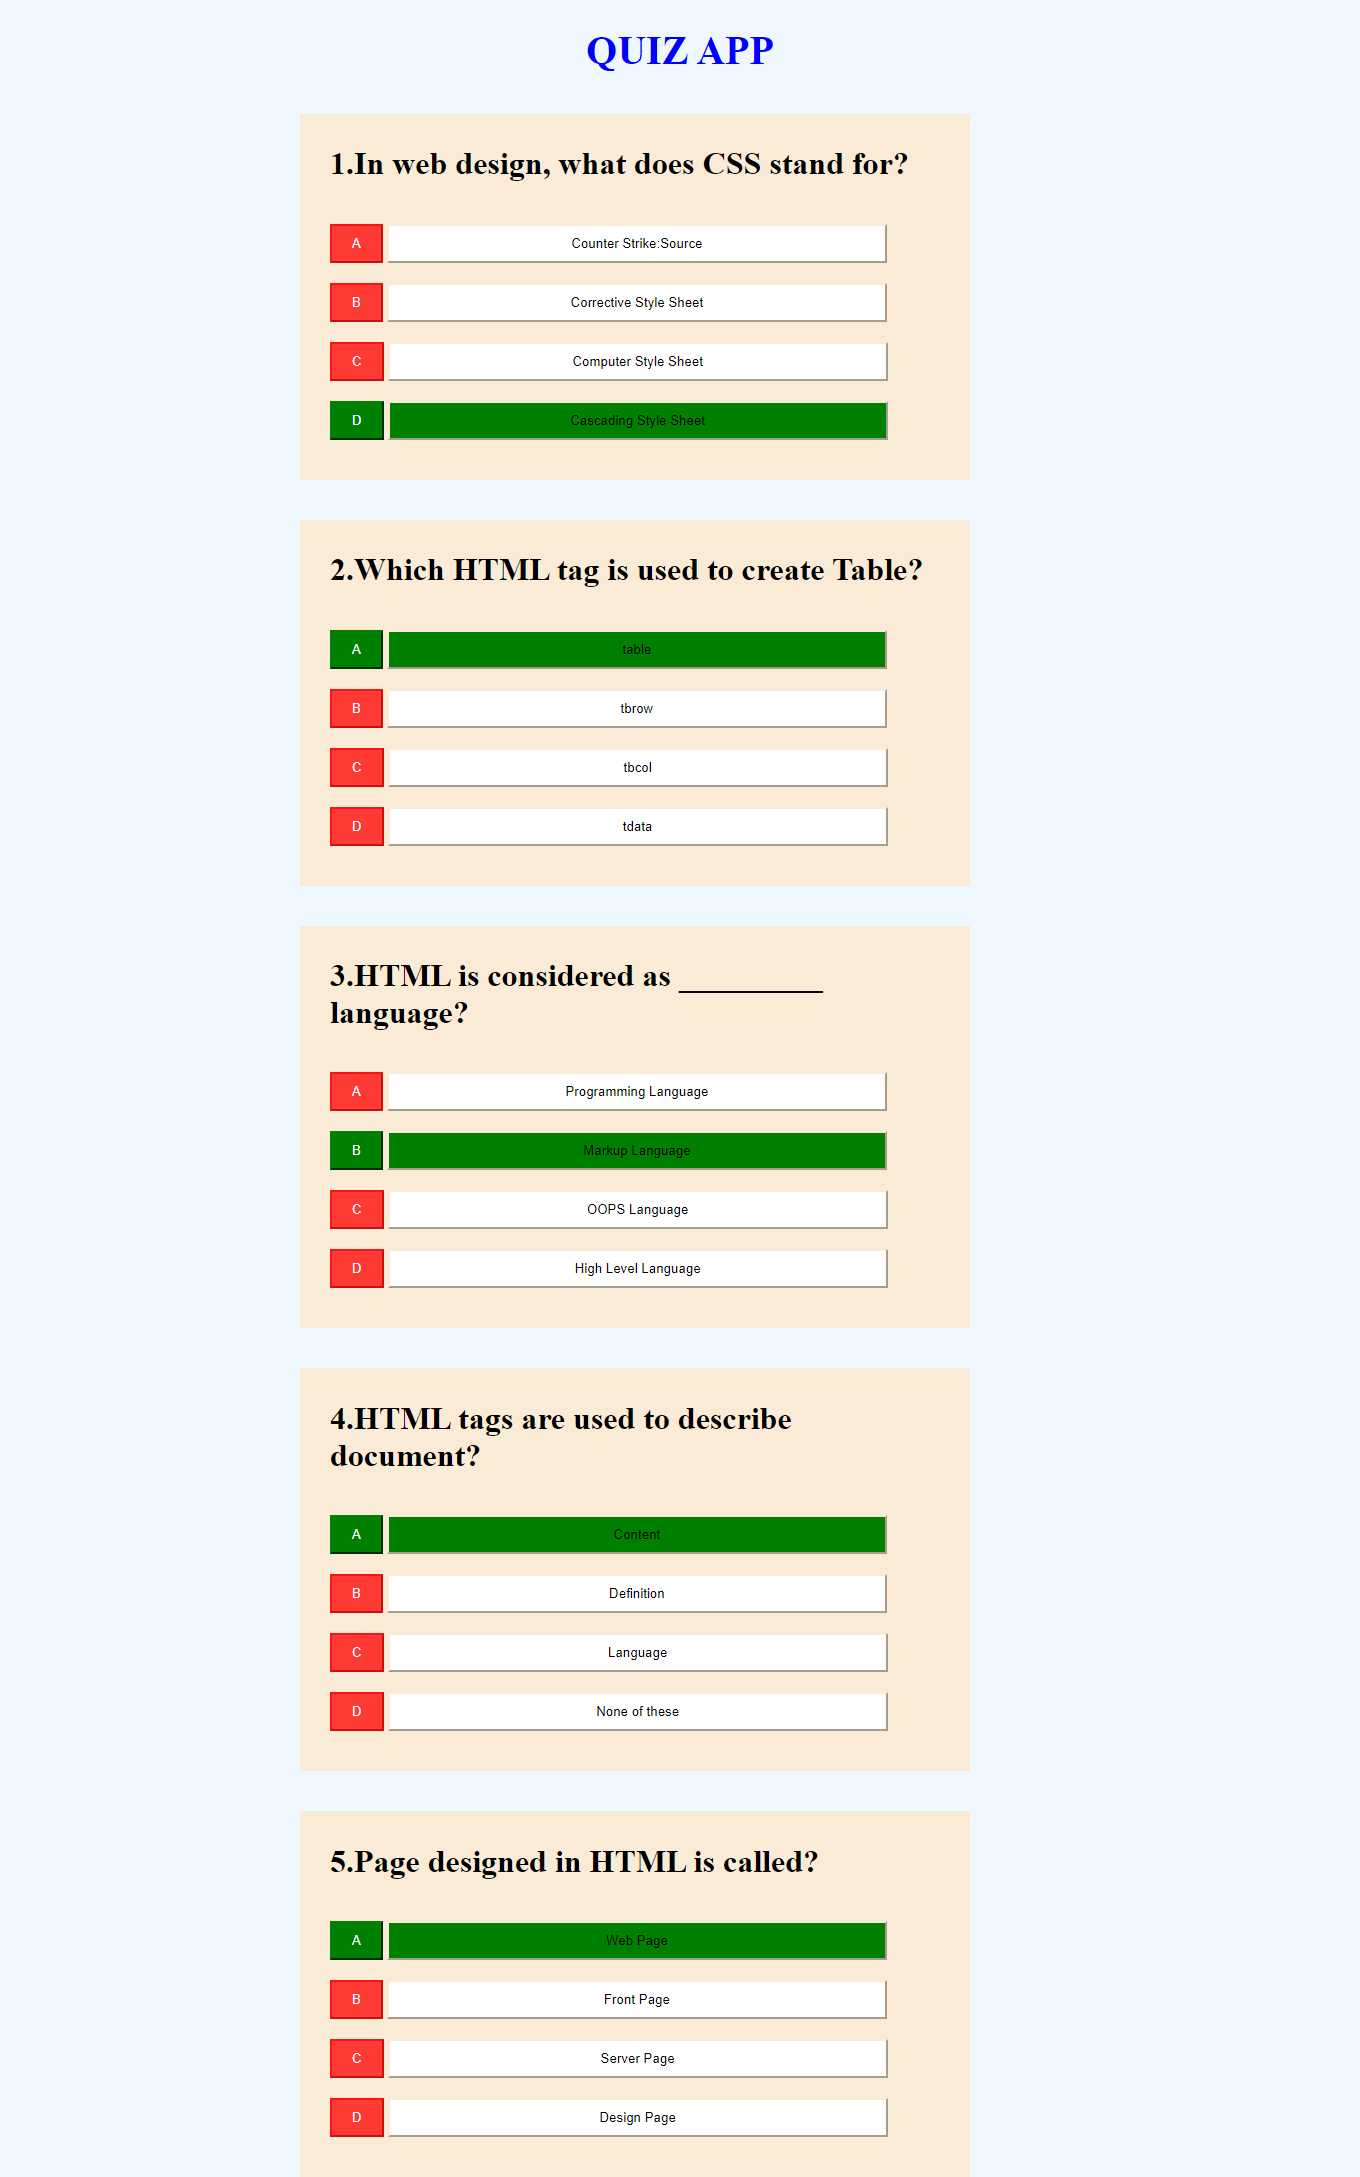 QUIZ APP
1.In web design, what does CSS stand for?
A Counter Strike:Source
B Corrective Style Sheet
C Computer Style Sheet
D Cascading Style Sheet
2.Which HTML tag is used to create Table?
A table
B tbrow
C tbcol
D tdata
3.HTML is considered as _________
language?
A Programming Language
B Markup Language
C OOPS Language
D High Level Language
4.HTML tags are used to describe
document?
A Content
B Definition
C Language
D None of these
5.Page designed in HTML is called?
A Web Page
B Front Page
C Server Page
D Design Page